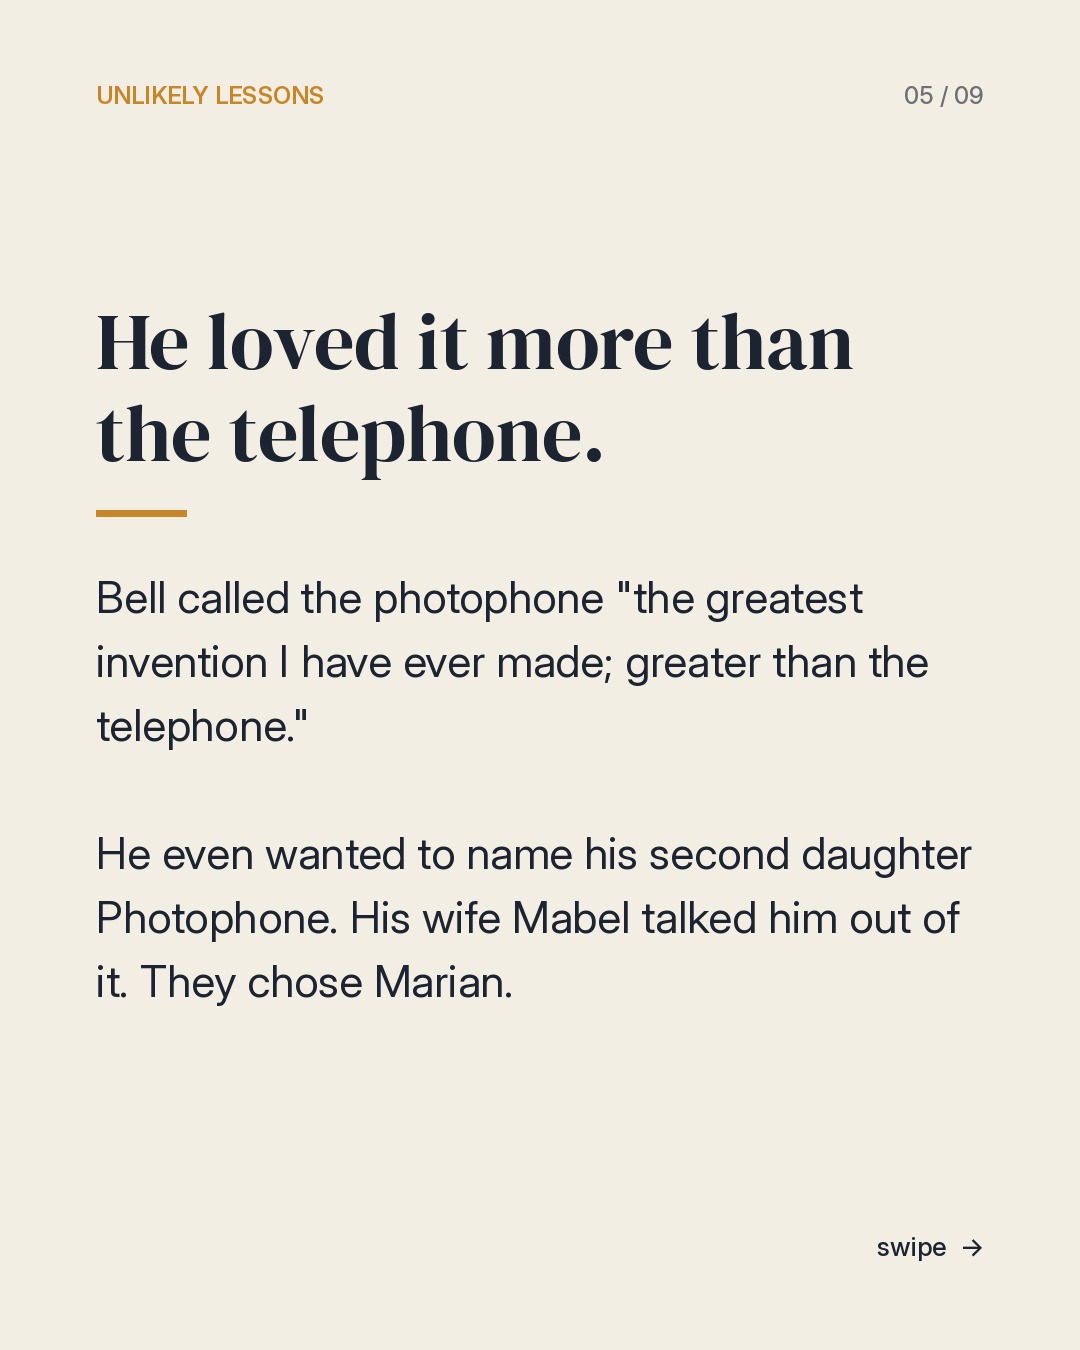 UNLIKELY LESSONS
05 / 09
He loved it more than
the telephone.
Bell called the photophone "the greatest
invention I have ever made; greater than the
telephone."
He even wanted to name his second daughter
Photophone. His wife Mabel talked him out of
it. They chose Marian.
swipe →